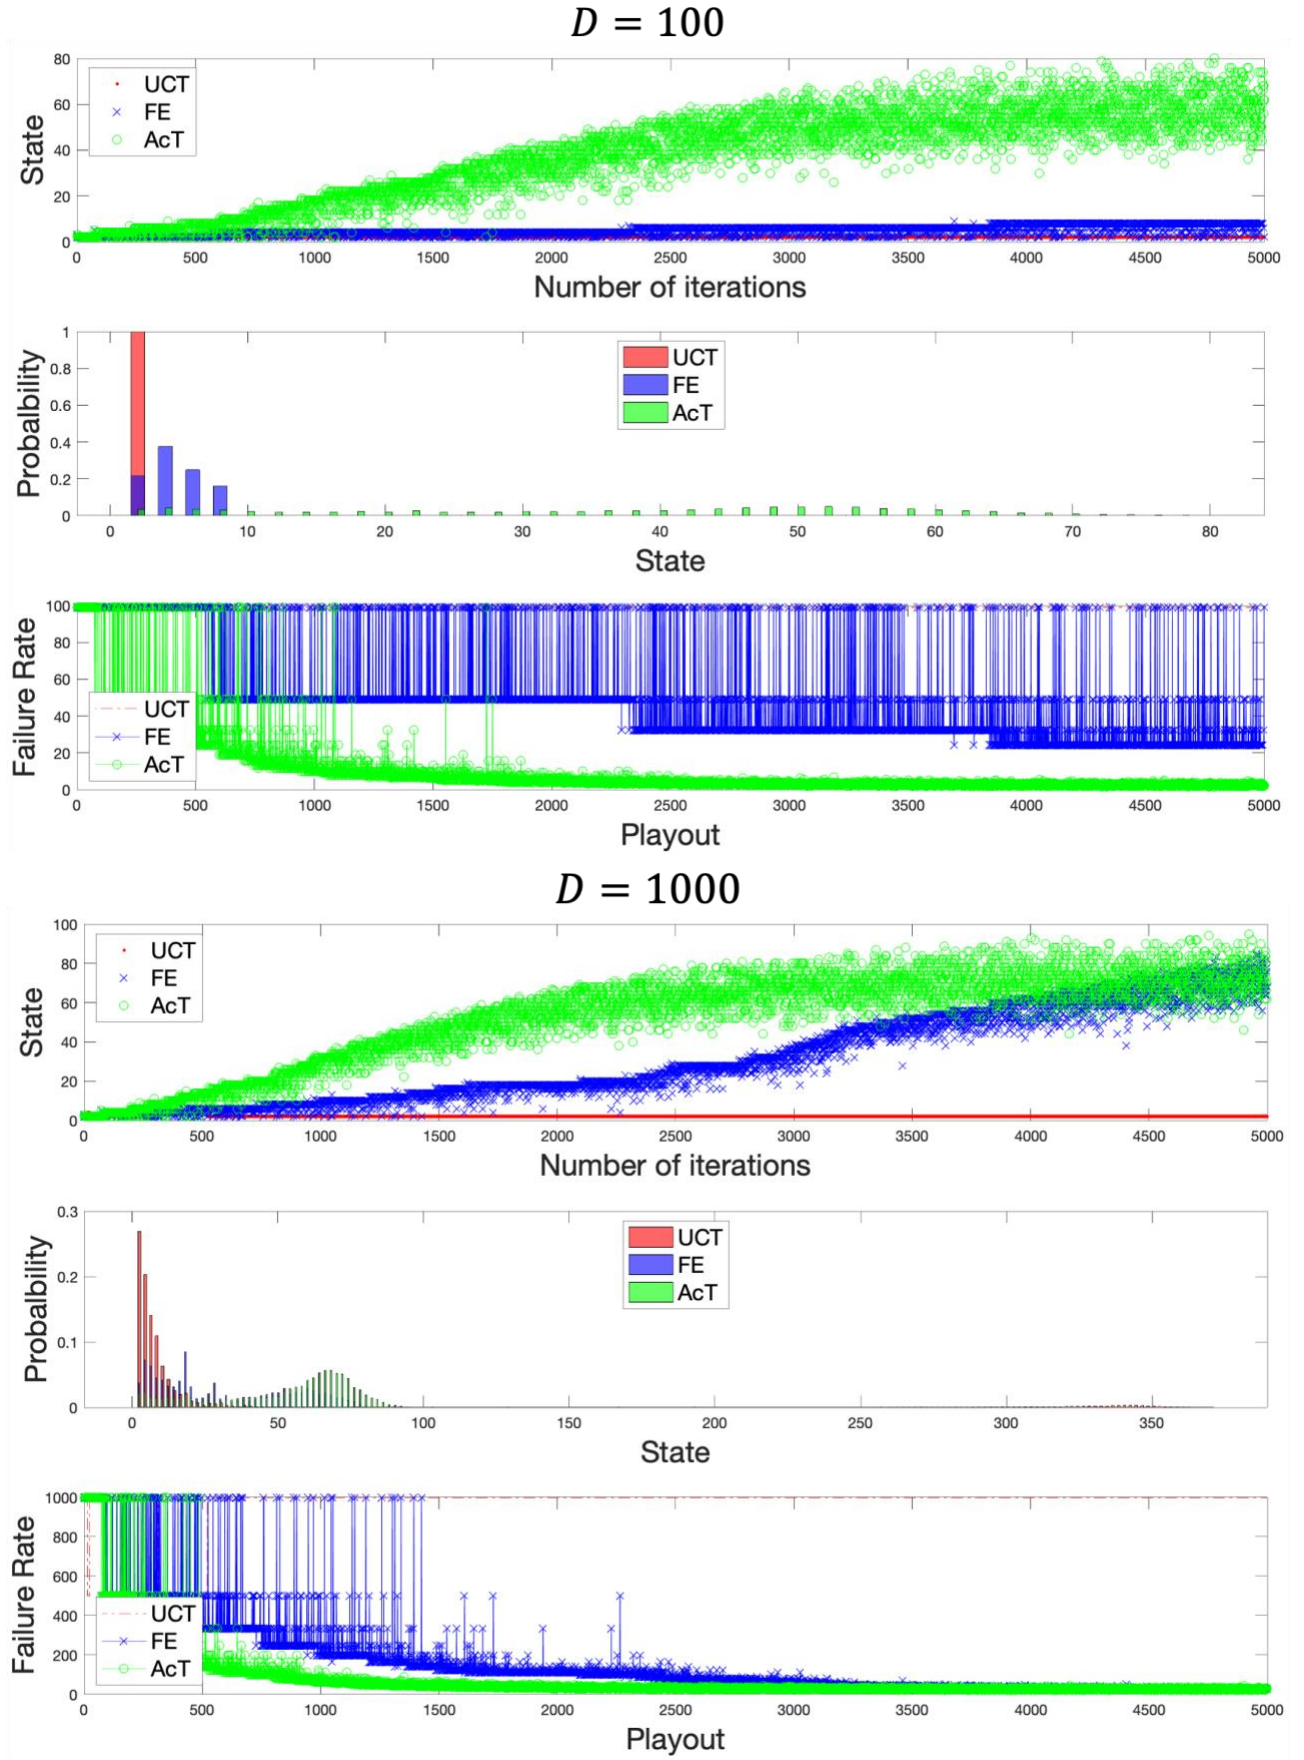 D = 100
80
60
40
20
0
State
UCT
FE
AcT
0 500 1000 1500 2000 2500 3000 3500 4000 4500 5000
Number of iterations
1
0.8
0.6
0.4
0.2
0
Probalbility
UCT
FE
AcT
0 10 20 30 40 50 60 70 80
State
100
80
60
40
20
0
Failure Rate
UCT
FE
AcT
0 500 1000 1500 2000 2500 3000 3500 4000 4500 5000
Playout
D = 1000
100
80
60
40
20
0
State
UCT
FE
AcT
0 500 1000 1500 2000 2500 3000 3500 4000 4500 5000
Number of iterations
0.3
0.2
0.1
0
Probalbility
UCT
FE
AcT
0 50 100 150 200 250 300 350
State
1000
800
600
400
200
0
Failure Rate
UCT
FE
AcT
0 500 1000 1500 2000 2500 3000 3500 4000 4500 5000
Playout